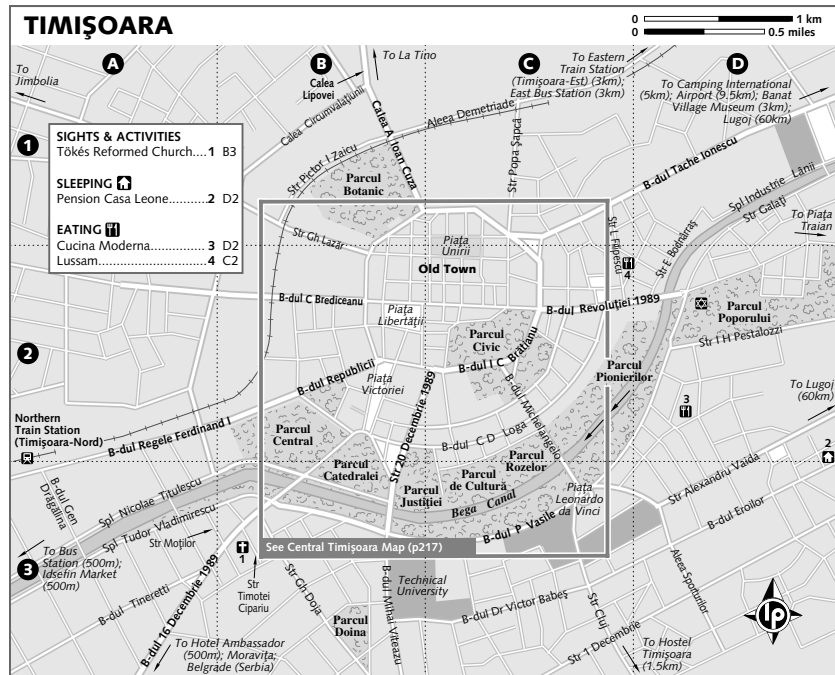 TIMIŞOARA
0 1 km
0 0.5 miles
A
B
C
D
1
2
3
To
Jimbolia
To La Tino
Calea
Lipovei
Calea Circumvalaţiunii
Calea A Ioan Cuza
Aleea Demetriade
To Eastern
Train Station
(Timişoara-Est) (3km);
East Bus Station (3km)
To Camping International
(5km); Airport (9.5km); Banat
Village Museum (3km);
Lugoj (60km)
SIGHTS & ACTIVITIES
Tökés Reformed Church....1 B3
SLEEPING
Pension Casa Leone..........2 D2
EATING
Cucina Moderna...............3 D2
Lussam............................4 C2
Str Pictor I Zaicu
Parcul
Botanic
Str Popa Şapcă
B-dul Tache Ionescu
Spl Industrie Lânii
Str Galaţi
To Piaţa
Traian
Str Gh Lazăr
Piaţa
Unirii
Old Town
Str L Filipescu
4
Str E Bodnăraş
B-dul C Brediceanu
Piaţa
Libertăţii
B-dul Revoluţiei 1989
Parcul
Poporului
Str I H Pestalozzi
Parcul
Civic
B-dul I C Brătianu
Parcul
Pionierilor
B-dul Republicii
Piaţa
Victoriei
Str 20 Decembrie 1989
B-dul Michelangelo
B-dul C D Loga
3
To Lugoj
(60km)
Northern
Train Station
(Timişoara-Nord)
B-dul Regele Ferdinand I
Parcul
Central
Parcul
Catedralei
Parcul
Justiţiei
Parcul
de Cultură
Parcul
Rozelor
Bega Canal
Piaţa
Leonardo
da Vinci
Str Alexandru Vaida
2
B-dul Eroilor
B-dul Gen
Drăgălina
Spl Nicolae Titulescu
Spl Tudor Vladimirescu
Str Moţilor
B-dul P Vasile
See Central Timişoara Map (p217)
To Bus
Station (500m);
Idsefin Market
(500m)
1
Str
Timotei
Cipariu
B-dul Tineretti
B-dul 16 Decembrie 1989
Str Gh Doja
Parcul
Doina
B-dul Mihai Viteazu
Technical
University
B-dul Dr Victor Babeş
Str Cluj
Aleea Sporturilor
Str 1 Decembrie
To Hotel Ambassador
(500m); Moraviţa;
Belgrade (Serbia)
To Hostel
Timişoara
(1.5km)
lp